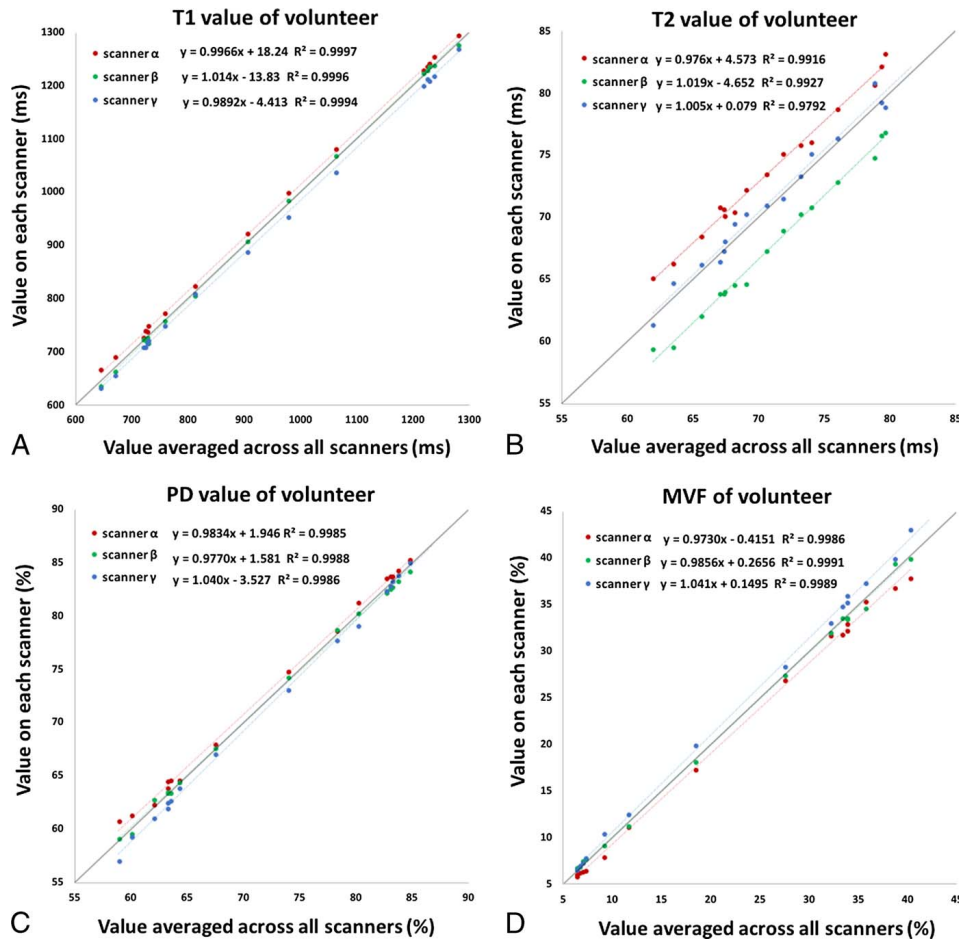 T1 value of volunteer
scanner α y = 0.9966x + 18.24 R² = 0.9997
scanner β y = 1.014x - 13.83 R² = 0.9996
scanner γ y = 0.9892x - 4.413 R² = 0.9994
Value on each scanner (ms)
1300
1200
1100
1000
900
800
700
600
600 700 800 900 1000 1100 1200 1300
Value averaged across all scanners (ms)
A
T2 value of volunteer
scanner α y = 0.976x + 4.573 R² = 0.9916
scanner β y = 1.019x - 4.652 R² = 0.9927
scanner γ y = 1.005x + 0.079 R² = 0.9792
Value on each scanner (ms)
85
80
75
70
65
60
55
55 60 65 70 75 80 85
Value averaged across all scanners (ms)
B
PD value of volunteer
scanner α y = 0.9834x + 1.946 R² = 0.9985
scanner β y = 0.9770x + 1.581 R² = 0.9988
scanner γ y = 1.040x - 3.527 R² = 0.9986
Value on each scanner (%)
90
85
80
75
70
65
60
55
55 60 65 70 75 80 85 90
Value averaged across all scanners (%)
C
MVF of volunteer
scanner α y = 0.9730x - 0.4151 R² = 0.9986
scanner β y = 0.9856x + 0.2656 R² = 0.9991
scanner γ y = 1.041x + 0.1495 R² = 0.9989
Value on each scanner (%)
45
40
35
30
25
20
15
10
5
5 10 15 20 25 30 35 40 45
Value averaged across all scanners (%)
D